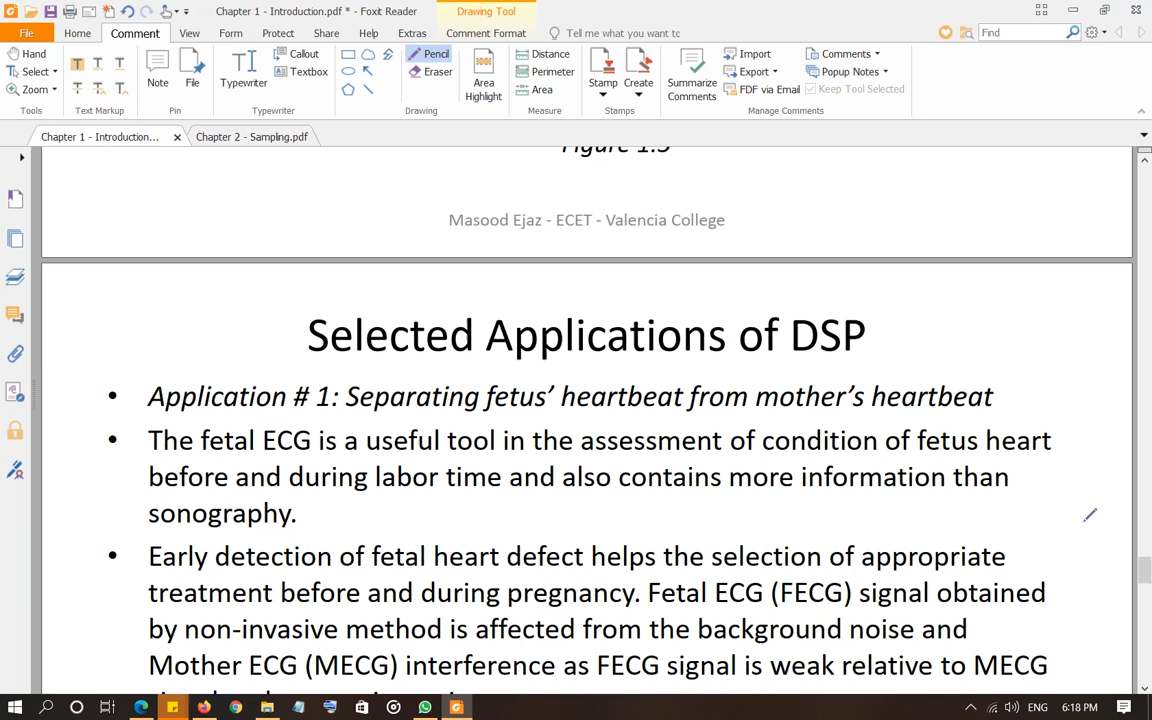 Chapter 1 - Introduction.pdf * - Foxit Reader
Drawing Tool
File Home Comment View Form Protect Share Help Extras Comment Format Tell me what you want to Find
Hand
Select
Zoom
Tools
Text Markup
Note
File
Pin
Typewriter
Callout
Textbox
Typewriter
Pencil
Eraser
Drawing
Area
Highlight
Distance
Perimeter
Area
Measure
Stamp
Create
Stamps
Summarize
Comments
Import
Export
FDF via Email
Comments
Popup Notes
Keep Tool Selected
Manage Comments
Chapter 1 - Introduction... Chapter 2 - Sampling.pdf
Masood Ejaz - ECET - Valencia College
Selected Applications of DSP
• Application # 1: Separating fetus’ heartbeat from mother’s heartbeat
• The fetal ECG is a useful tool in the assessment of condition of fetus heart
before and during labor time and also contains more information than
sonography.
• Early detection of fetal heart defect helps the selection of appropriate
treatment before and during pregnancy. Fetal ECG (FECG) signal obtained
by non-invasive method is affected from the background noise and
Mother ECG (MECG) interference as FECG signal is weak relative to MECG
ENG 6:18 PM